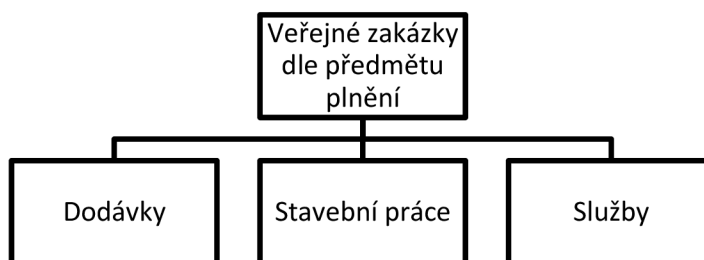 Veřejné zakázky
dle předmětu
plnění
Dodávky
Stavební práce
Služby